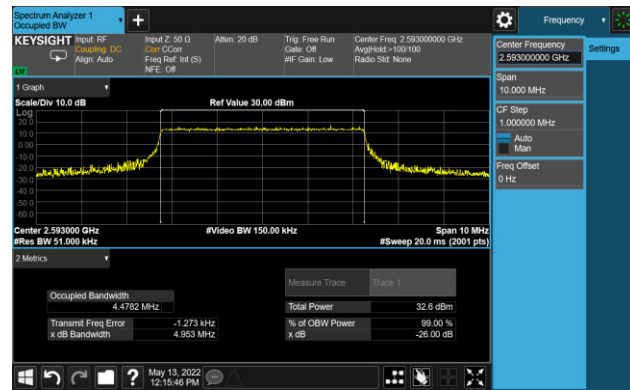 Spectrum Analyzer 1
Occupied BW
Frequency
KEYSIGHT
Input: RF
Coupling: DC
Align: Auto
Input Z: 50 Ω
Corr CCorr
Freq Ref: Int (S)
NFE: Off
Atten: 20 dB
Trig: Free Run
Gate: Off
#IF Gain: Low
Center Freq: 2.593000000 GHz
Avg|Hold:>100/100
Radio Std: None
Center Frequency
2.593000000 GHz
Settings
Span
10.000 MHz
CF Step
1.000000 MHz
Auto
Man
Freq Offset
0 Hz
1 Graph
Scale/Div 10.0 dB
Ref Value 30.00 dBm
Log
20.0
10.0
0.00
-10.0
-20.0
-30.0
-40.0
-50.0
-60.0
Center 2.593000 GHz
#Video BW 150.00 kHz
Span 10 MHz
#Res BW 51.000 kHz
#Sweep 20.0 ms (2001 pts)
2 Metrics
Measure Trace
Trace 1
Occupied Bandwidth
4.4782 MHz
Total Power
32.6 dBm
Transmit Freq Error
-1.273 kHz
% of OBW Power
99.00 %
x dB Bandwidth
4.953 MHz
x dB
-26.00 dB
?
May 13, 2022
12:15:46 PM